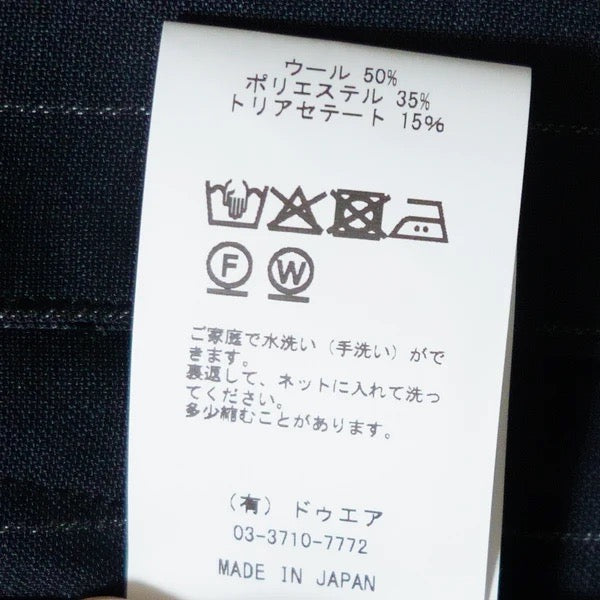 ウール 50%
ポリエステル 35%
トリアセテート 15%
F W
ご家庭で水洗い（手洗い）がで
きます。
裏返して、ネットに入れて洗っ
てください。
多少縮むことがあります。
（有）ドゥエア
03-3710-7772
MADE IN JAPAN